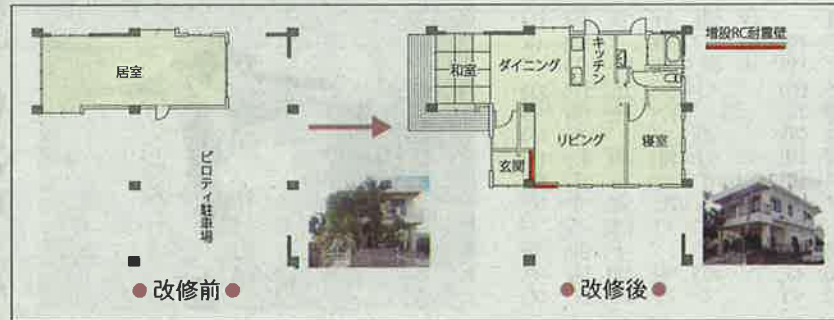 居室
ピロティ駐車場
●改修前●
和室
ダイニング
キッチン
リビング
寝室
玄関
増設RC耐震壁
●改修後●